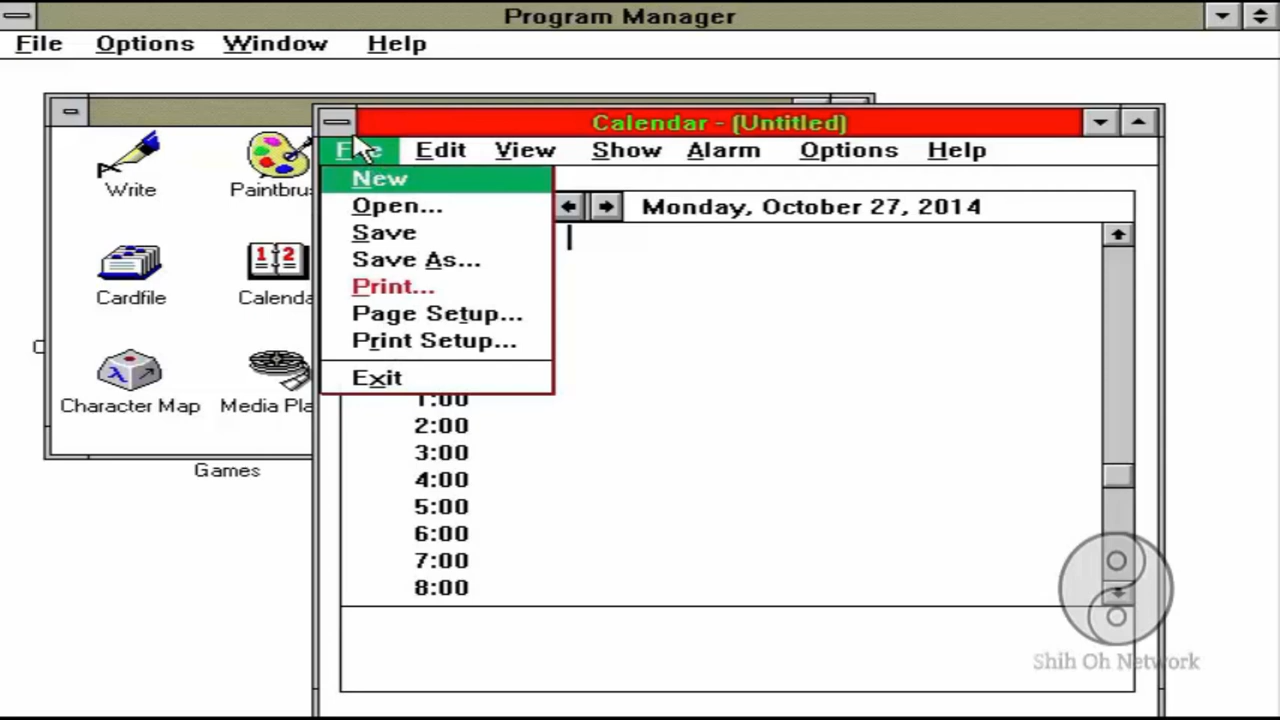 Program Manager
File Options Window Help
Calendar - (Untitled)
Edit View Show Alarm Options Help
New
Open...
Save
Save As...
Print...
Page Setup...
Print Setup...
Exit
Monday, October 27, 2014
1:00
2:00
3:00
4:00
5:00
6:00
7:00
8:00
Write
Cardfile
Character Map
Games
Shih Oh Network